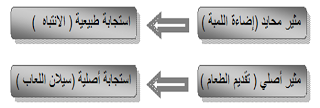 مثير محايد (إضاءة اللمبة ) استجابة طبيعية ( الانتباه )
مثير أصلي ( تقديم الطعام ) استجابة أصلية (سيلان اللعاب )